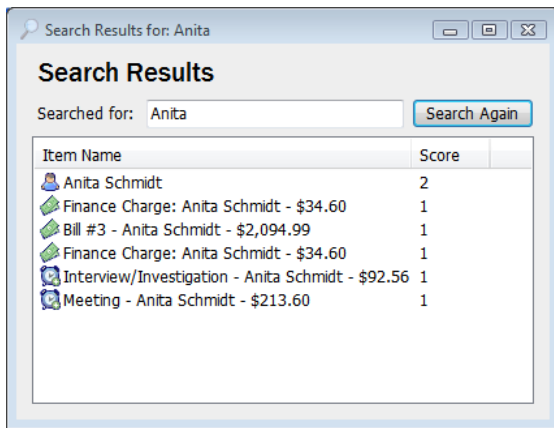 Search Results for: Anita
Search Results
Searched for: Anita Search Again
Item Name Score
Anita Schmidt 2
Finance Charge: Anita Schmidt - $34.60 1
Bill #3 - Anita Schmidt - $2,094.99 1
Finance Charge: Anita Schmidt - $34.60 1
Interview/Investigation - Anita Schmidt - $92.56 1
Meeting - Anita Schmidt - $213.60 1